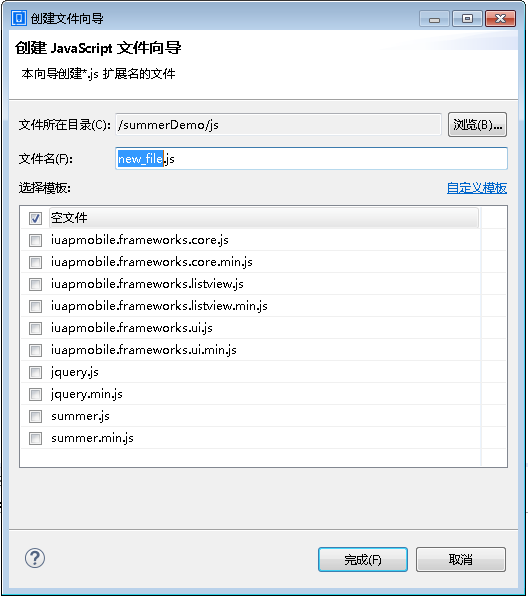 创建文件向导
创建 JavaScript 文件向导
本向导创建*.js 扩展名的文件
文件所在目录(C): /summerDemo/js 浏览(B)...
文件名(F): new_file.js
选择模板: 自定义模板
空文件
iuapmobile.frameworks.core.js
iuapmobile.frameworks.core.min.js
iuapmobile.frameworks.listview.js
iuapmobile.frameworks.listview.min.js
iuapmobile.frameworks.ui.js
iuapmobile.frameworks.ui.min.js
jquery.js
jquery.min.js
summer.js
summer.min.js
? 完成(F) 取消